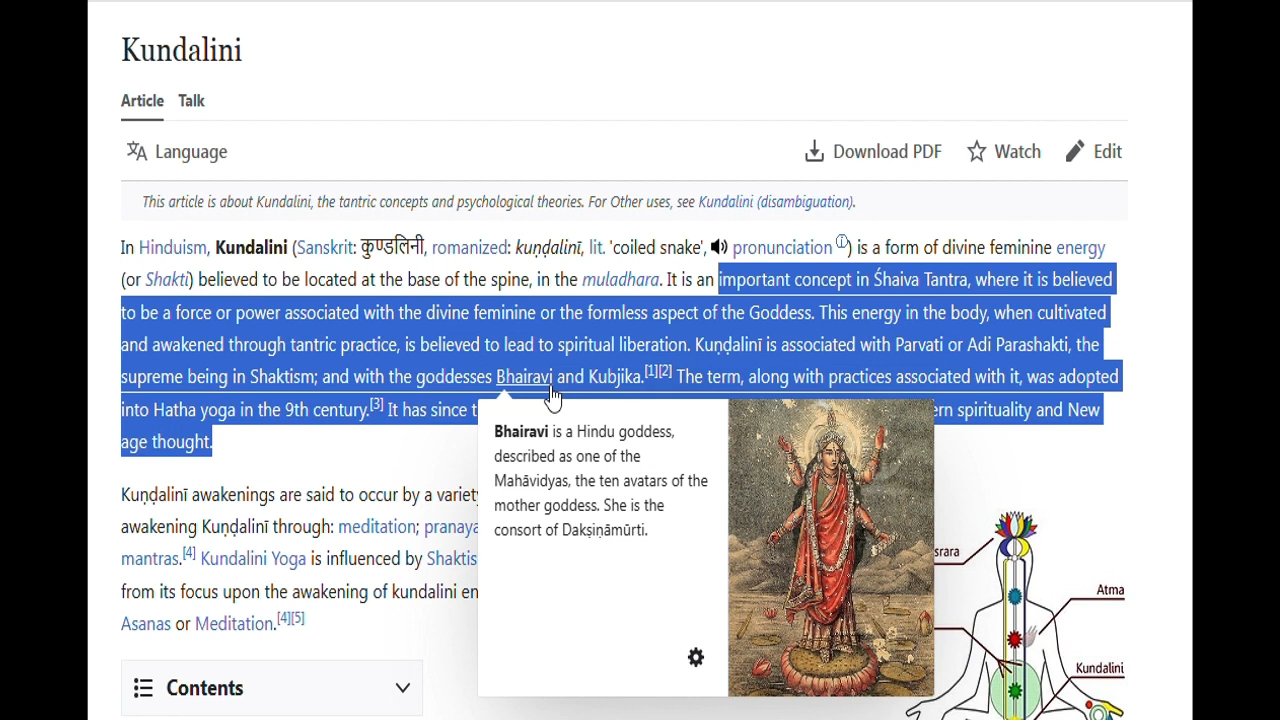 Kundalini
Article Talk
Language Download PDF Watch Edit
This article is about Kundalini, the tantric concepts and psychological theories. For Other uses, see Kundalini (disambiguation).
In Hinduism, Kundalini (Sanskrit: कुण्डलिनी, romanized: kuṇḍalinī, lit. 'coiled snake', pronunciation ⓘ) is a form of divine feminine energy
(or Shakti) believed to be located at the base of the spine, in the muladhara. It is an important concept in Śhaiva Tantra, where it is believed
to be a force or power associated with the divine feminine or the formless aspect of the Goddess. This energy in the body, when cultivated
and awakened through tantric practice, is believed to lead to spiritual liberation. Kuṇḍalinī is associated with Parvati or Adi Parashakti, the
supreme being in Shaktism; and with the goddesses Bhairavi and Kubjika.[1][2] The term, along with practices associated with it, was adopted
into Hatha yoga in the 9th century.[3] It has since t ern spirituality and New
age thought.
Bhairavi is a Hindu goddess,
described as one of the
Mahāvidyas, the ten avatars of the
mother goddess. She is the
consort of Dakṣiṇāmūrti.
Kuṇḍalinī awakenings are said to occur by a variety
awakening Kuṇḍalinī through: meditation; pranaya
mantras.[4] Kundalini Yoga is influenced by Shaktis
from its focus upon the awakening of kundalini en
Asanas or Meditation.[4][5]
Contents
srara
Atma
Kundalini